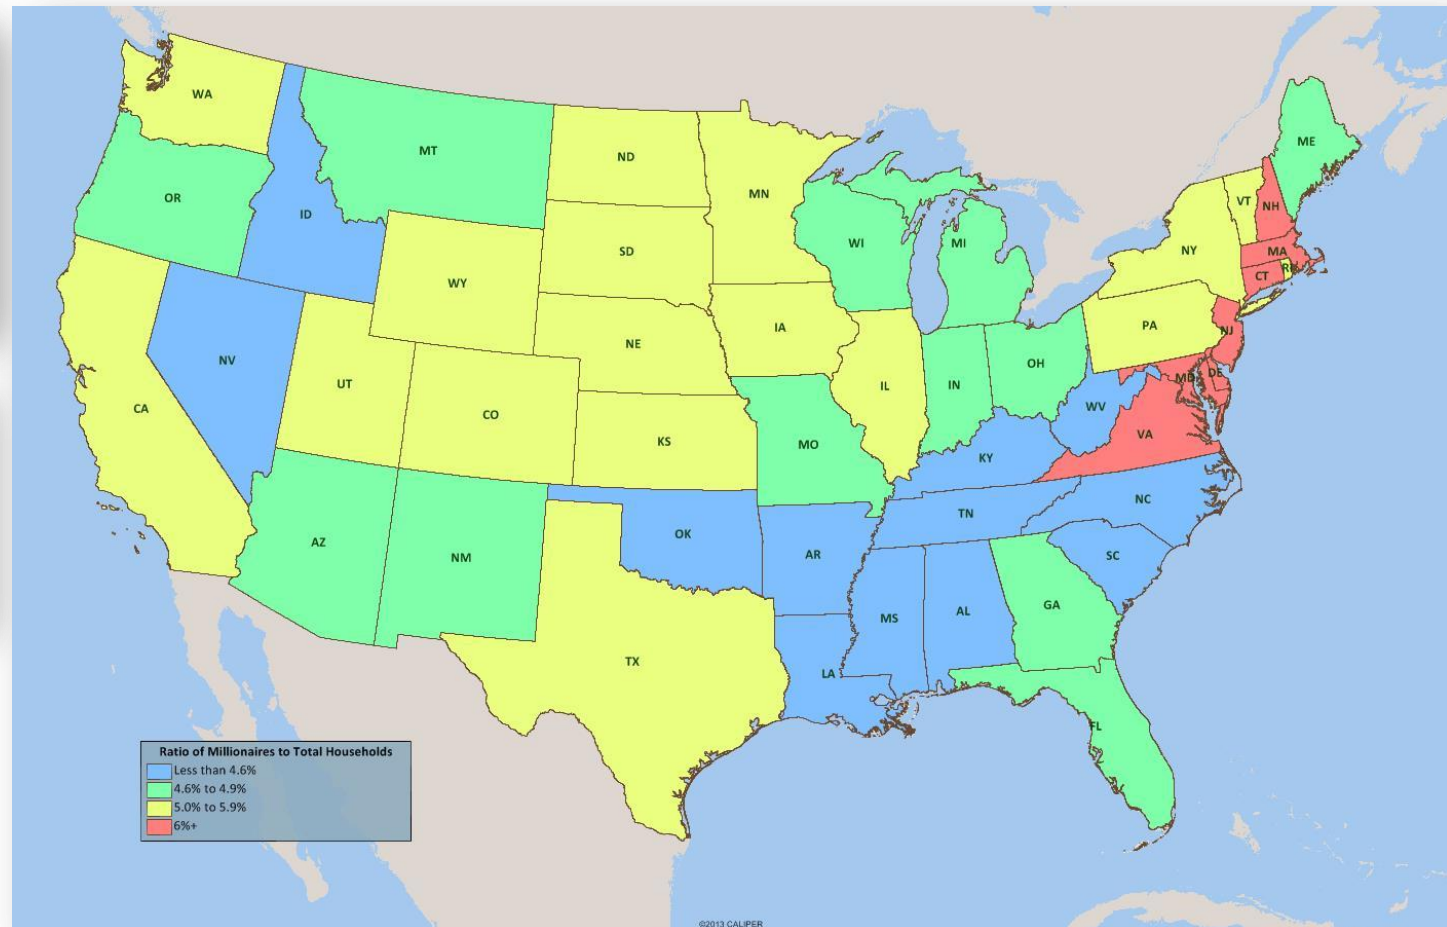 WA
MT
ND
MN
ME
OR
ID
SD
WI
MI
VT
NH
NY
MA
CT
RI
WY
IA
PA
NJ
NV
UT
NE
IL
IN
OH
MD
DE
CA
CO
KS
MO
WV
VA
KY
NC
TN
AZ
NM
OK
AR
SC
MS
AL
GA
TX
LA
FL
Ratio of Millionaires to Total Households
Less than 4.6%
4.6% to 4.9%
5.0% to 5.9%
6%+
©2013 CALIPER